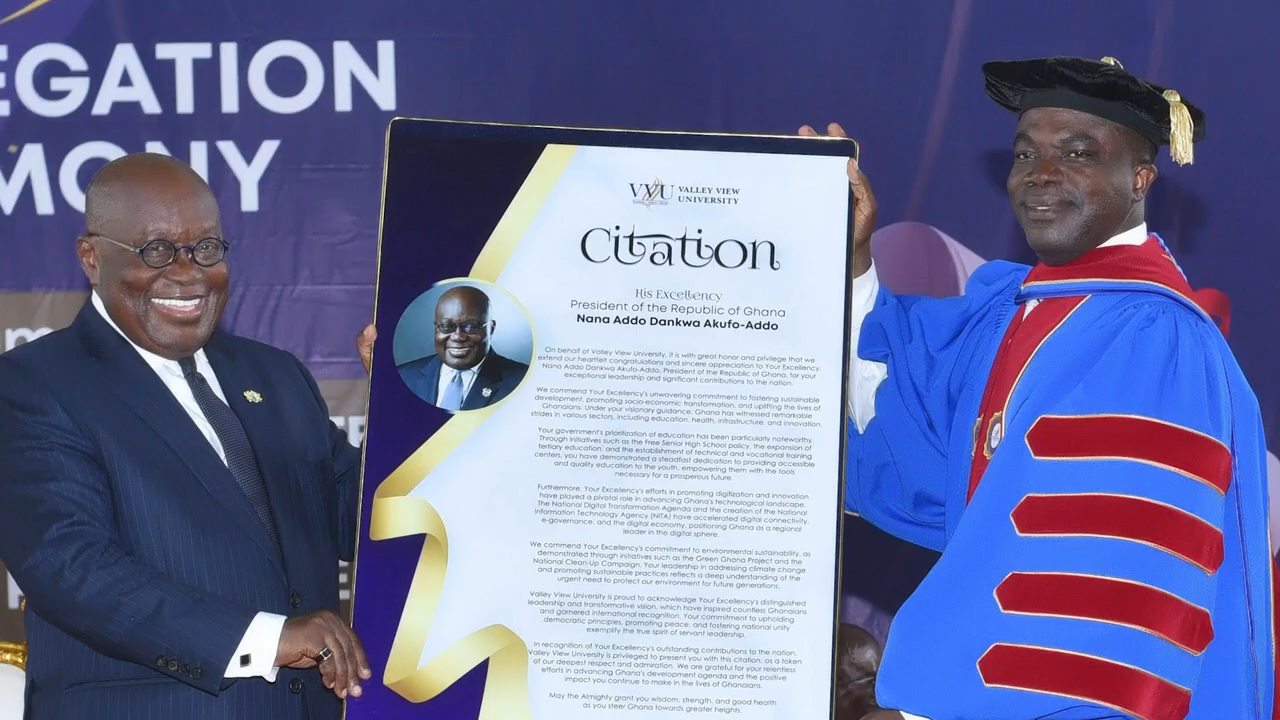 EGATION
MONY
VVU VALLEY VIEW
UNIVERSITY
Citation
His Excellency
President of the Republic of Ghana
Nana Addo Dankwa Akufo-Addo
On behalf of Valley View University, it is with great honor and privilege that we
extend our heartfelt congratulations and sincere appreciation to Your Excellency,
Nana Addo Dankwa Akufo-Addo, President of the Republic of Ghana, for your
exceptional leadership and significant contributions to the nation.
We commend Your Excellency's unwavering commitment to fostering sustainable
development, promoting socio-economic transformation, and uplifting the lives of
Ghanaians. Under your visionary guidance, Ghana has witnessed remarkable
strides in various sectors, including education, health, infrastructure, and innovation.
Your government's prioritization of education has been particularly noteworthy.
Through initiatives such as the Free Senior High School policy, the expansion of
tertiary education, and the establishment of technical and vocational training
centers, you have demonstrated a steadfast dedication to providing accessible
and quality education to the youth, empowering them with the tools
necessary for a prosperous future.
Furthermore, Your Excellency's efforts in promoting digitization and innovation
have played a pivotal role in advancing Ghana's technological landscape.
The National Digital Transformation Agenda and the creation of the National
Information Technology Agency (NITA) have accelerated digital connectivity,
e-governance, and the digital economy, positioning Ghana as a regional
leader in the digital sphere.
We commend Your Excellency's commitment to environmental sustainability, as
demonstrated through initiatives such as the Green Ghana Project and the
National Clean-Up Campaign. Your leadership in addressing climate change
and promoting sustainable practices reflects a deep understanding of the
urgent need to protect our environment for future generations.
Valley View University is proud to acknowledge Your Excellency's distinguished
leadership and transformative vision, which have inspired countless Ghanaians
and garnered international recognition. Your commitment to upholding
democratic principles, promoting peace, and fostering national unity
exemplify the true spirit of servant leadership.
In recognition of Your Excellency's outstanding contributions to the nation,
Valley View University is privileged to present you with this citation, as a token
of our deepest respect and admiration. We are grateful for your relentless
efforts in advancing Ghana's development agenda and the positive
impact you continue to make in the lives of Ghanaians.
May the Almighty grant you wisdom, strength, and good health
as you steer Ghana towards greater heights.